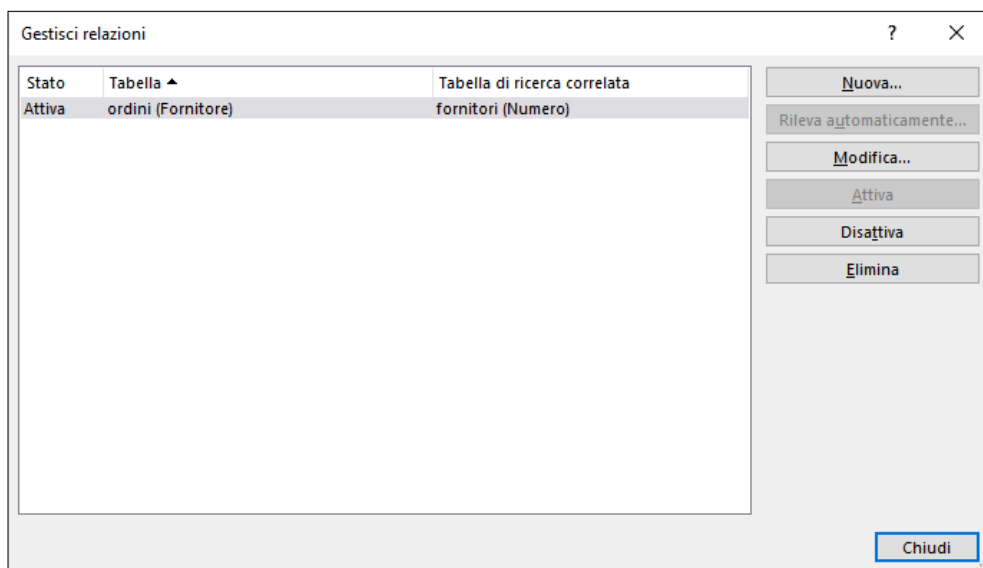 Gestisci relazioni ? ×
Stato Tabella Tabella di ricerca correlata
Attiva ordini (Fornitore) fornitori (Numero)
Nuova...
Rileva automaticamente...
Modifica...
Attiva
Disattiva
Elimina
Chiudi